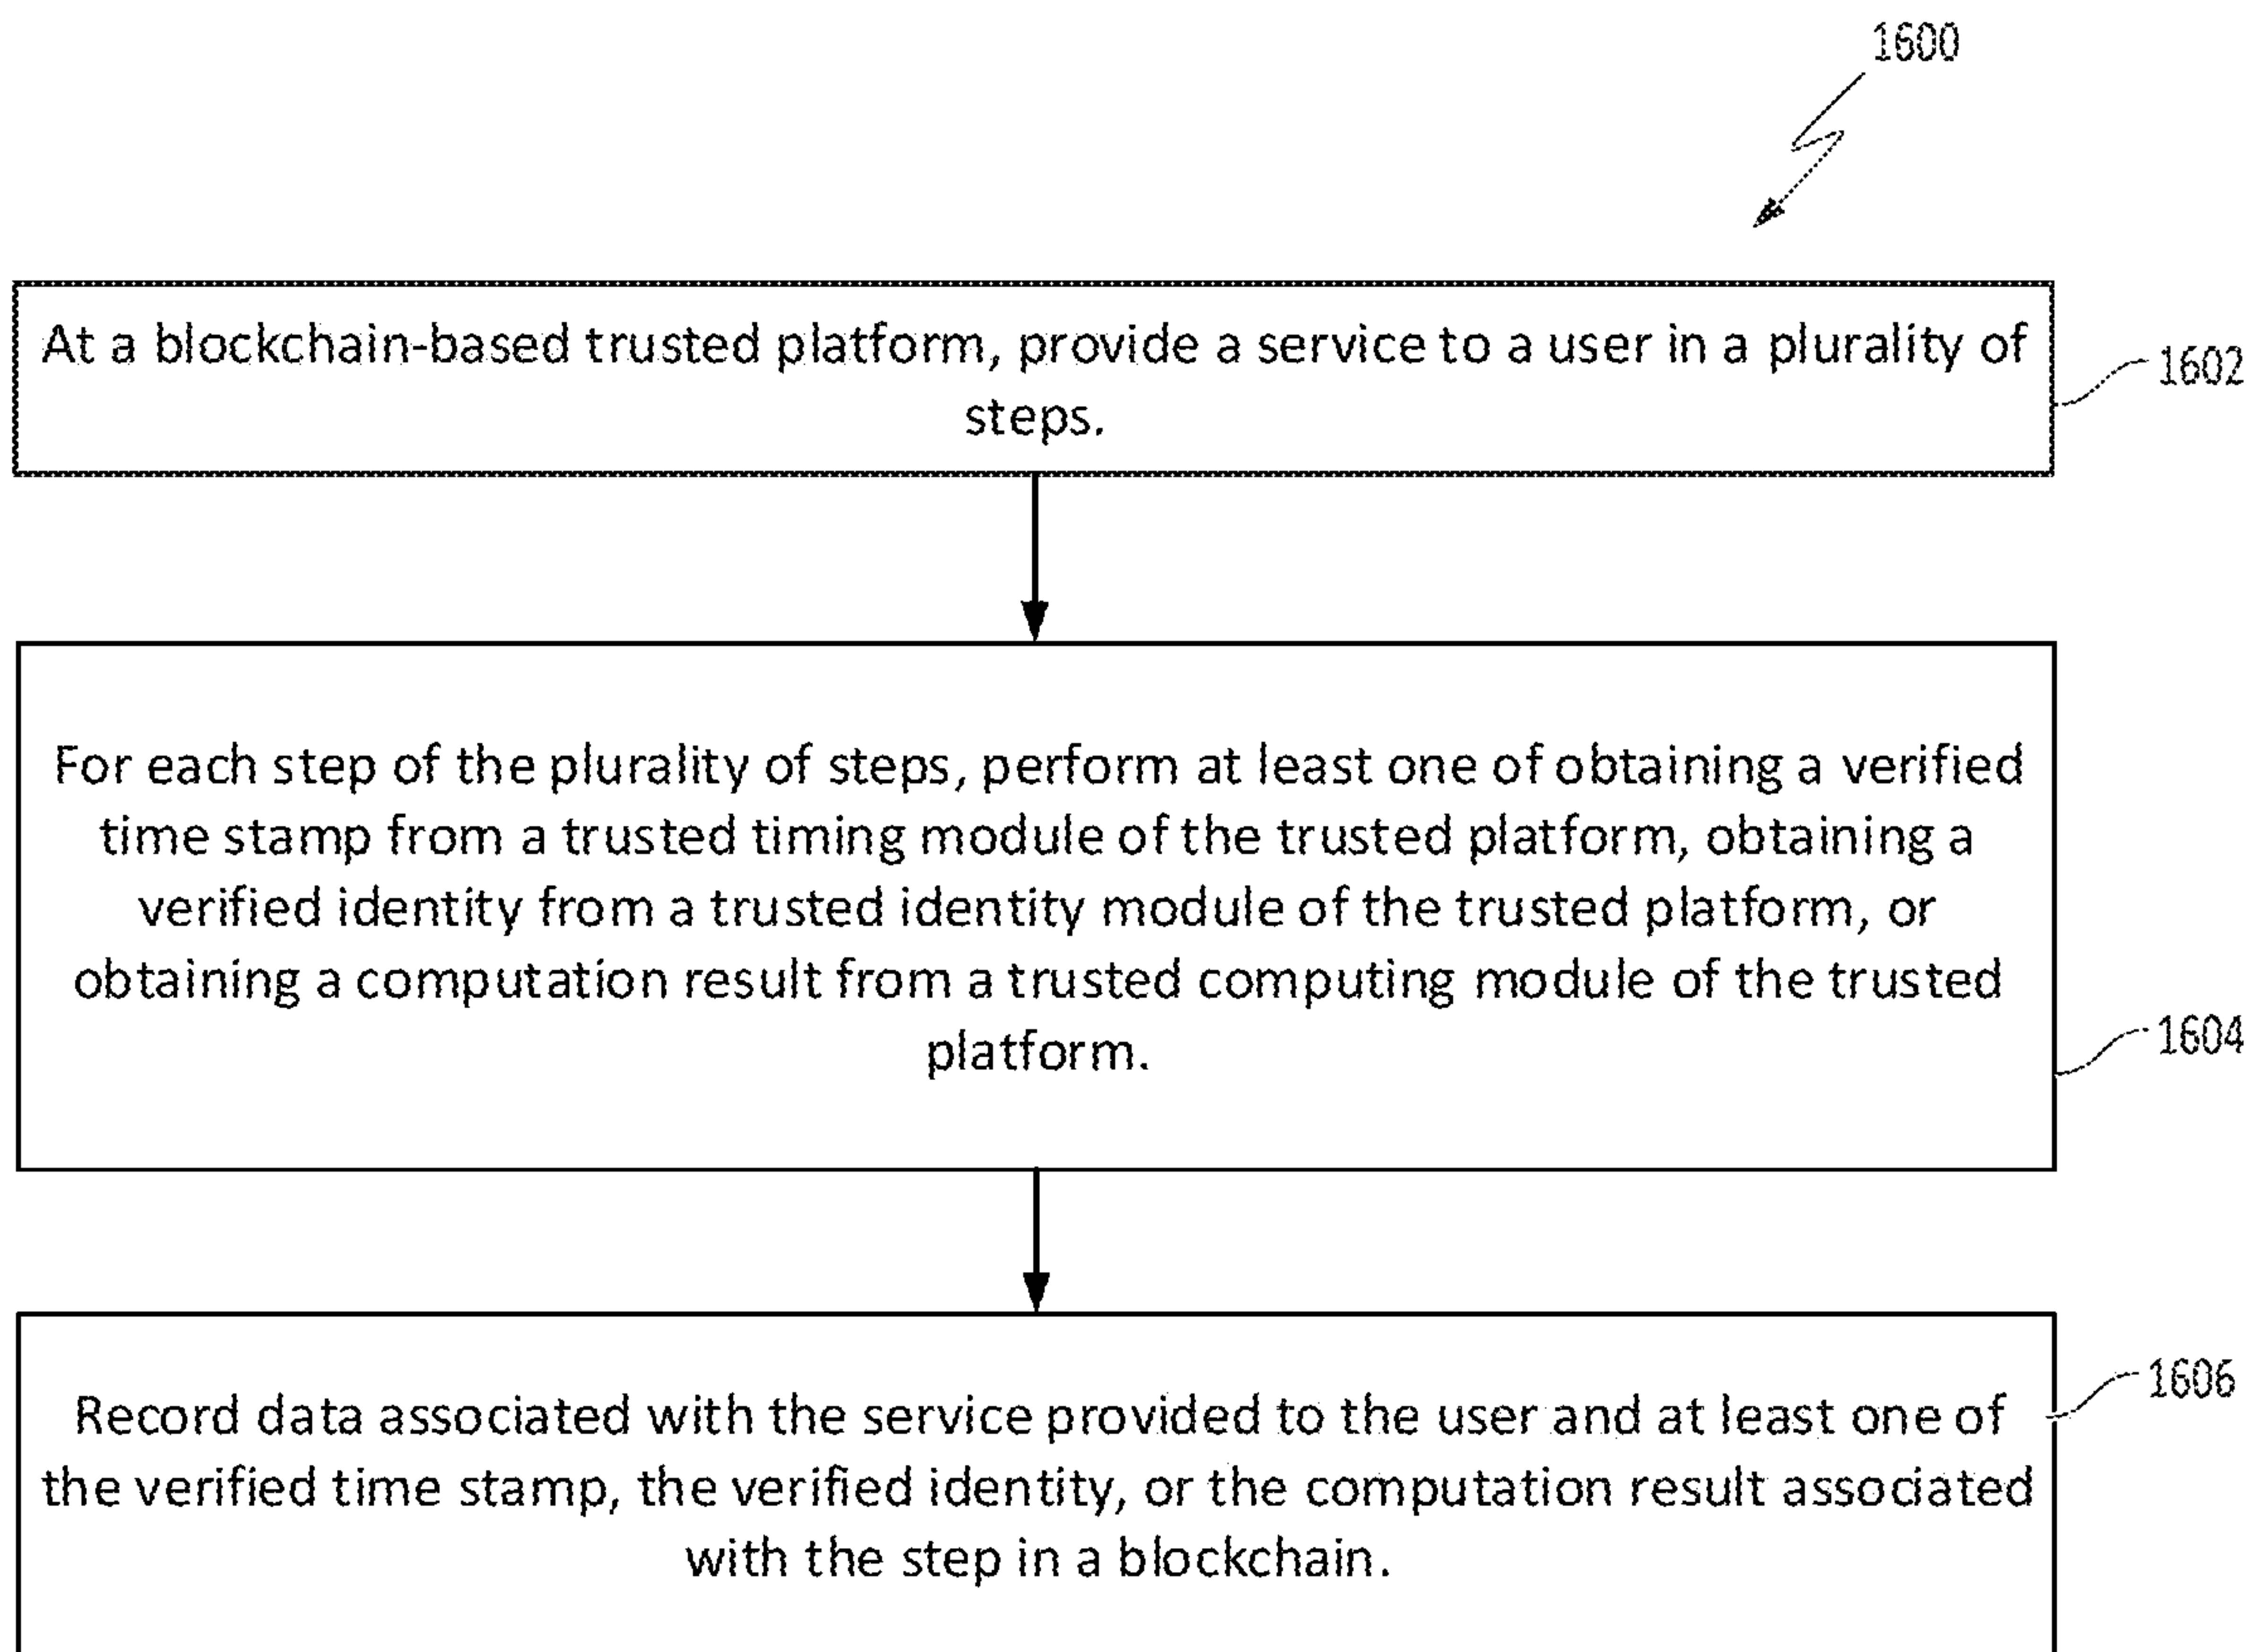 1600
At a blockchain-based trusted platform, provide a service to a user in a plurality of
steps.
1602
For each step of the plurality of steps, perform at least one of obtaining a verified
time stamp from a trusted timing module of the trusted platform, obtaining a
verified identity from a trusted identity module of the trusted platform, or
obtaining a computation result from a trusted computing module of the trusted
platform.
1604
Record data associated with the service provided to the user and at least one of
the verified time stamp, the verified identity, or the computation result associated
with the step in a blockchain.
1606